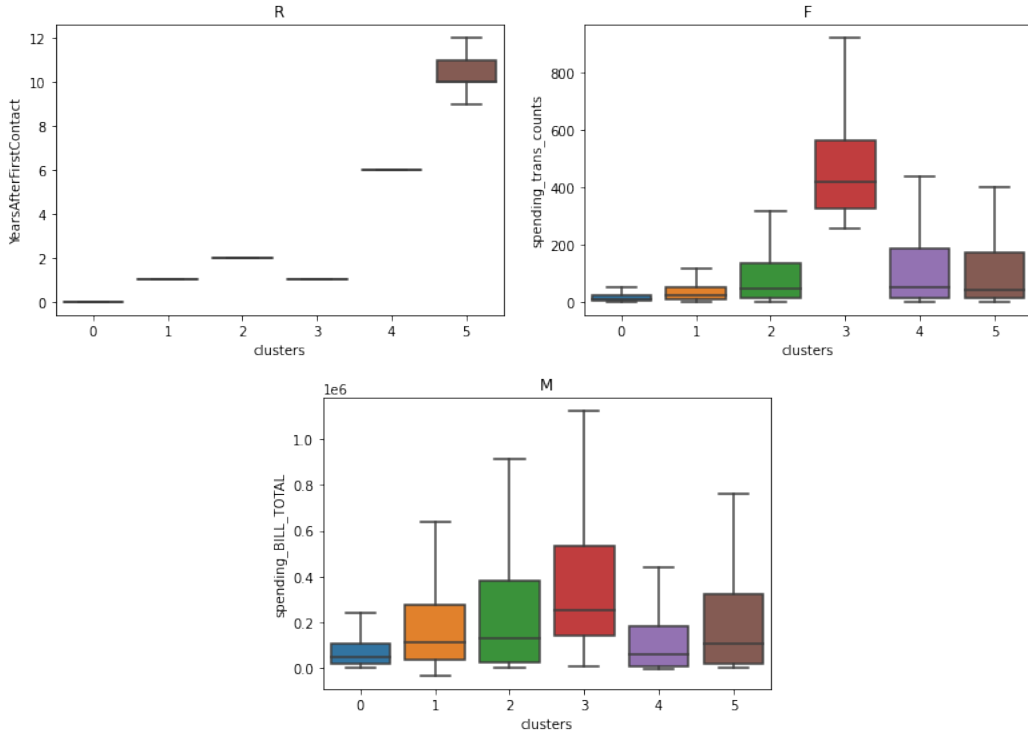 R
YearsAfterFirstContact
12
10
8
6
4
2
0
0 1 2 3 4 5
clusters
F
spending_trans_counts
800
600
400
200
0
0 1 2 3 4 5
clusters
M
1e6
spending_BILL_TOTAL
1.0
0.8
0.6
0.4
0.2
0.0
0 1 2 3 4 5
clusters